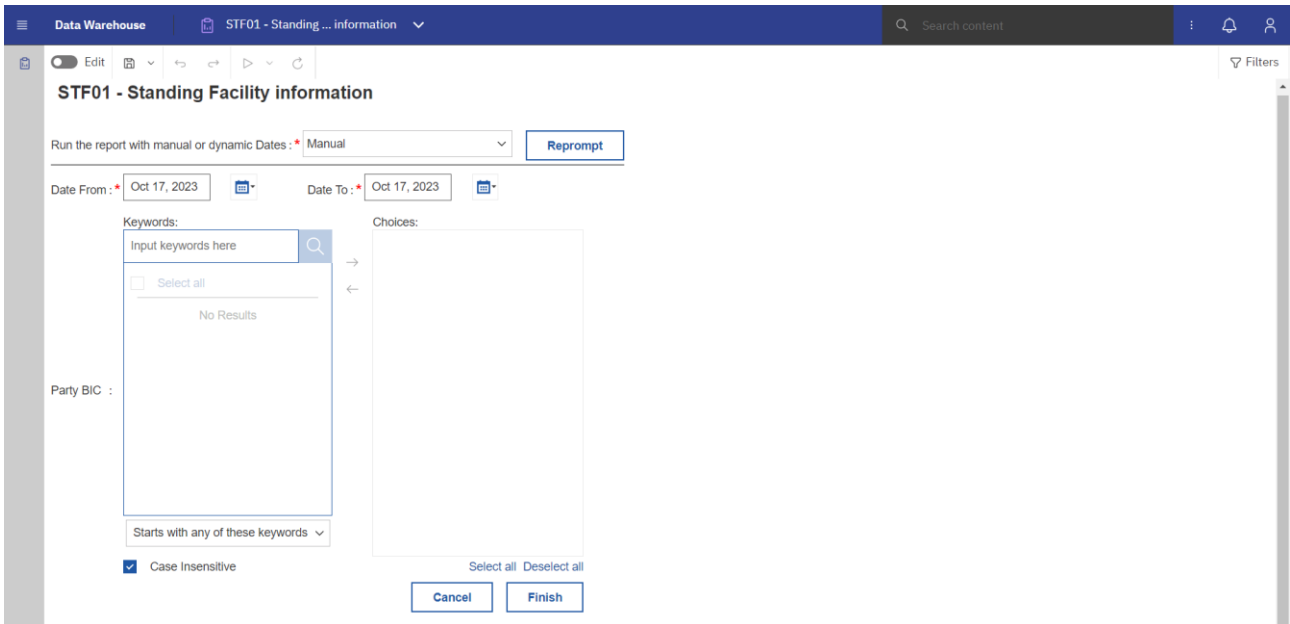 Data Warehouse
STF01 - Standing ... information
Search content
Edit
Filters
STF01 - Standing Facility information
Run the report with manual or dynamic Dates : * Manual
Reprompt
Date From : * Oct 17, 2023
Date To : * Oct 17, 2023
Keywords:
Choices:
Input keywords here
Select all
No Results
Party BIC :
Starts with any of these keywords
Case Insensitive
Select all Deselect all
Cancel
Finish